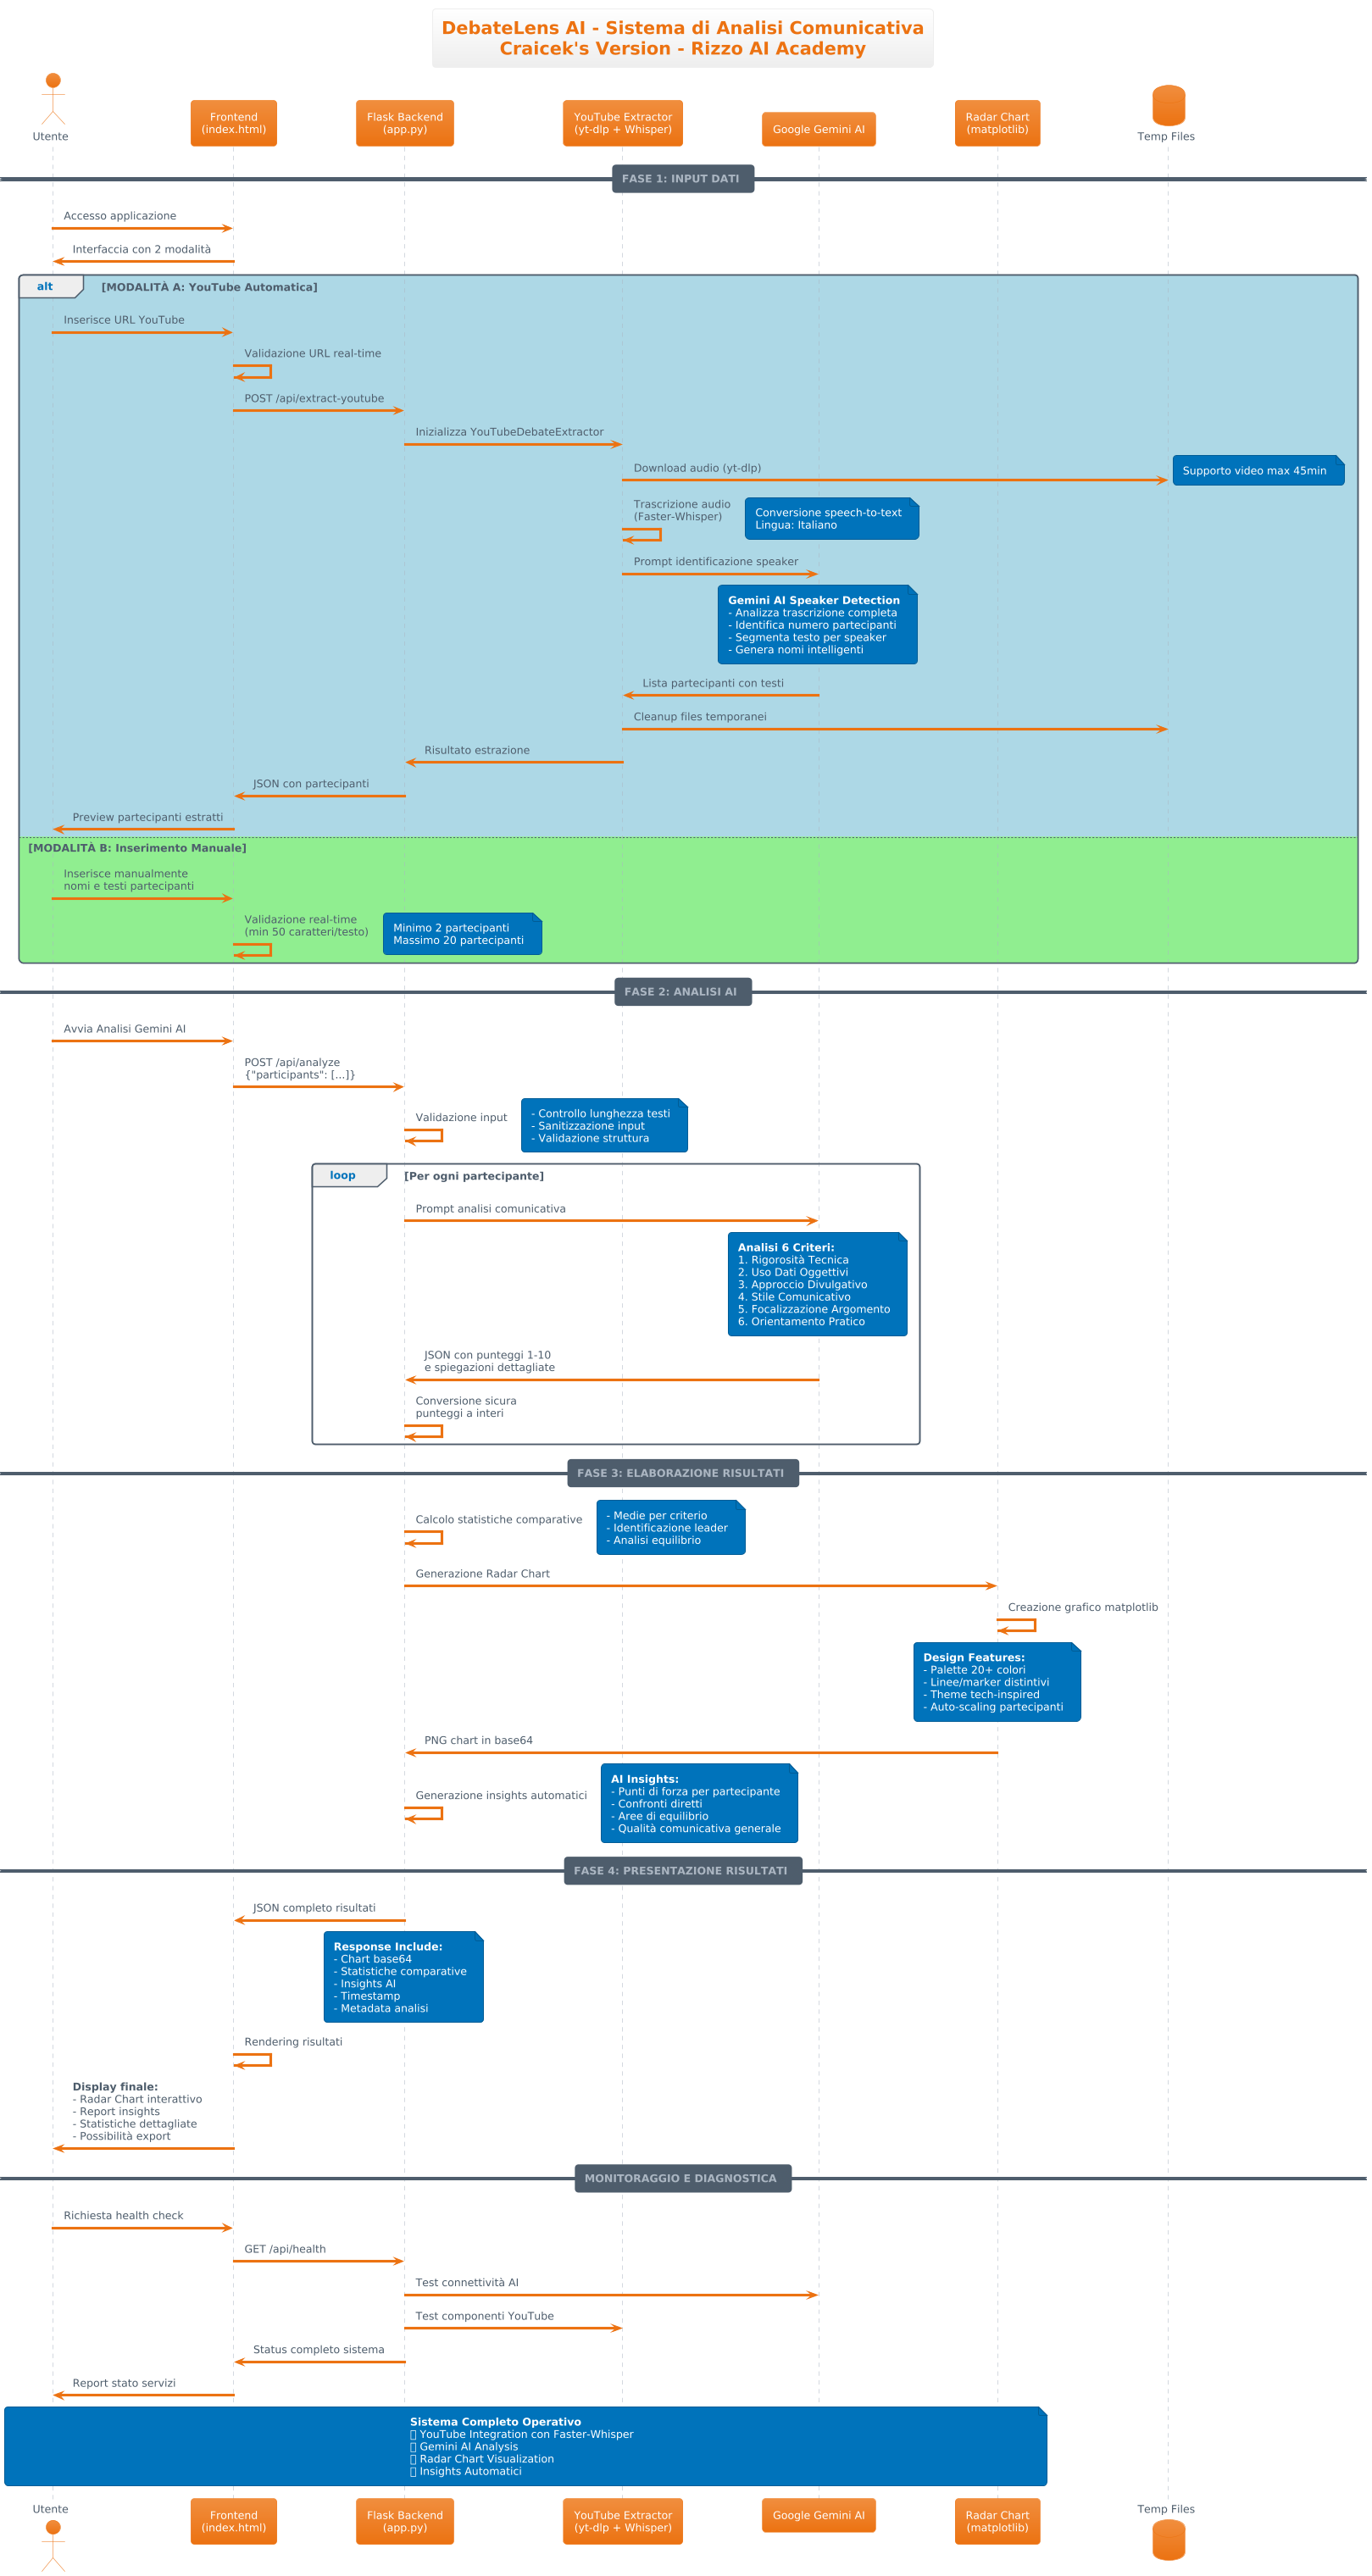 DebateLens AI - Sistema di Analisi Comunicativa
Craicek's Version - Rizzo AI Academy
Utente
Frontend
(index.html)
Flask Backend
(app.py)
YouTube Extractor
(yt-dlp + Whisper)
Google Gemini AI
Radar Chart
(matplotlib)
Temp Files
FASE 1: INPUT DATI
Accesso applicazione
Interfaccia con 2 modalità
alt
[MODALITÀ A: YouTube Automatica]
Inserisce URL YouTube
Validazione URL real-time
POST /api/extract-youtube
Inizializza YouTubeDebateExtractor
Download audio (yt-dlp)
Supporto video max 45min
Trascrizione audio
(Faster-Whisper)
Conversione speech-to-text
Lingua: Italiano
Prompt identificazione speaker
Gemini AI Speaker Detection
- Analizza trascrizione completa
- Identifica numero partecipanti
- Segmenta testo per speaker
- Genera nomi intelligenti
Lista partecipanti con testi
Cleanup files temporanei
Risultato estrazione
JSON con partecipanti
Preview partecipanti estratti
[MODALITÀ B: Inserimento Manuale]
Inserisce manualmente
nomi e testi partecipanti
Validazione real-time
(min 50 caratteri/testo)
Minimo 2 partecipanti
Massimo 20 partecipanti
FASE 2: ANALISI AI
Avvia Analisi Gemini AI
POST /api/analyze
{"participants": [...]}
Validazione input
- Controllo lunghezza testi
- Sanitizzazione input
- Validazione struttura
loop
[Per ogni partecipante]
Prompt analisi comunicativa
Analisi 6 Criteri:
1. Rigorosità Tecnica
2. Uso Dati Oggettivi
3. Approccio Divulgativo
4. Stile Comunicativo
5. Focalizzazione Argomento
6. Orientamento Pratico
JSON con punteggi 1-10
e spiegazioni dettagliate
Conversione sicura
punteggi a interi
FASE 3: ELABORAZIONE RISULTATI
Calcolo statistiche comparative
- Medie per criterio
- Identificazione leader
- Analisi equilibrio
Generazione Radar Chart
Creazione grafico matplotlib
Design Features:
- Palette 20+ colori
- Linee/marker distintivi
- Theme tech-inspired
- Auto-scaling partecipanti
PNG chart in base64
Generazione insights automatici
AI Insights:
- Punti di forza per partecipante
- Confronti diretti
- Aree di equilibrio
- Qualità comunicativa generale
FASE 4: PRESENTAZIONE RISULTATI
JSON completo risultati
Response Include:
- Chart base64
- Statistiche comparative
- Insights AI
- Timestamp
- Metadata analisi
Rendering risultati
Display finale:
- Radar Chart interattivo
- Report insights
- Statistiche dettagliate
- Possibilità export
MONITORAGGIO E DIAGNOSTICA
Richiesta health check
GET /api/health
Test connettività AI
Test componenti YouTube
Status completo sistema
Report stato servizi
Sistema Completo Operativo
YouTube Integration con Faster-Whisper
Gemini AI Analysis
Radar Chart Visualization
Insights Automatici
Utente
Frontend
(index.html)
Flask Backend
(app.py)
YouTube Extractor
(yt-dlp + Whisper)
Google Gemini AI
Radar Chart
(matplotlib)
Temp Files